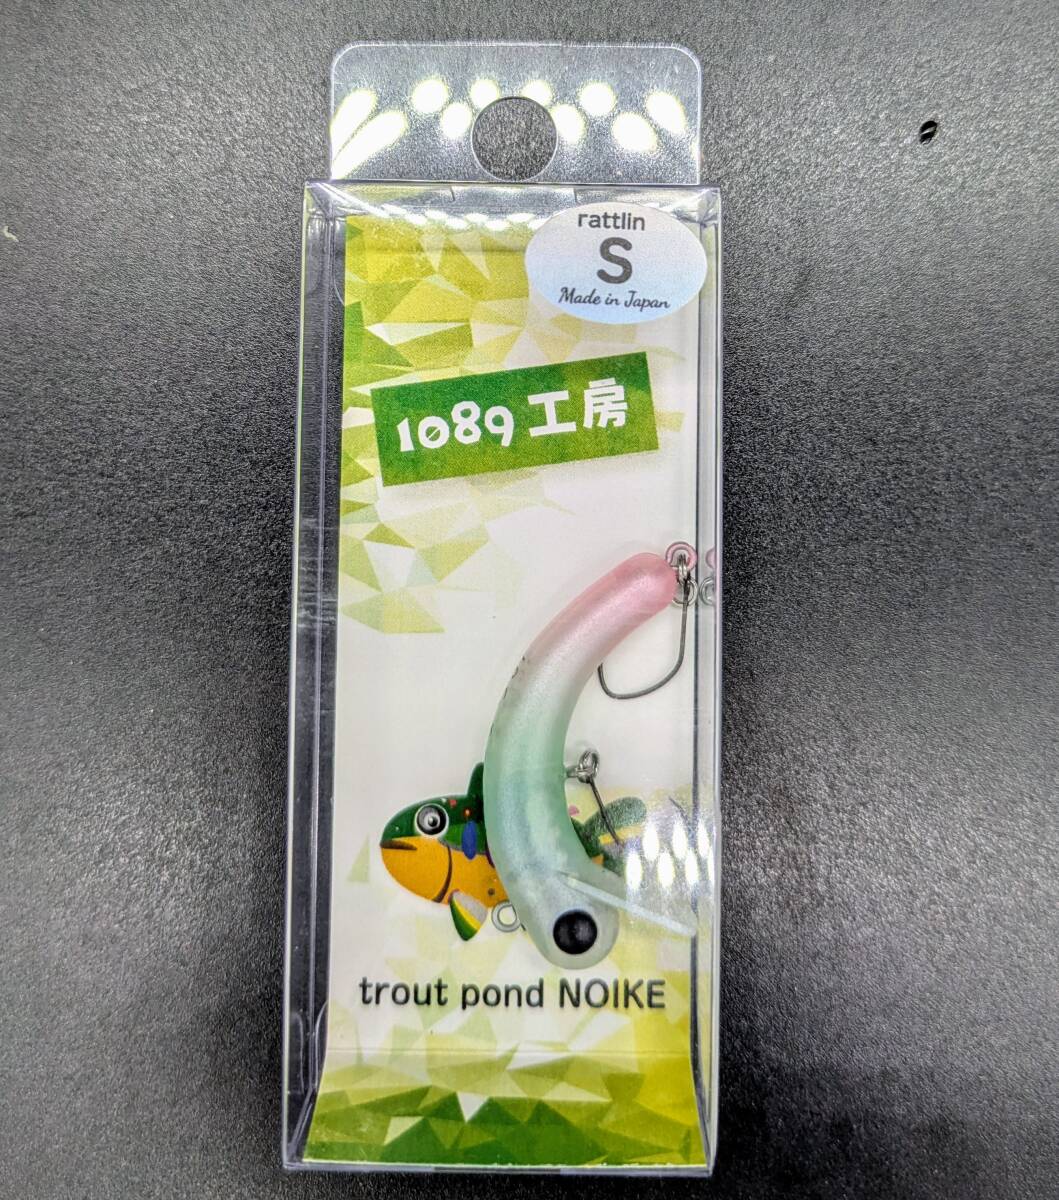 rattlin
S
Made in Japan
1089工房
trout pond NOIKE